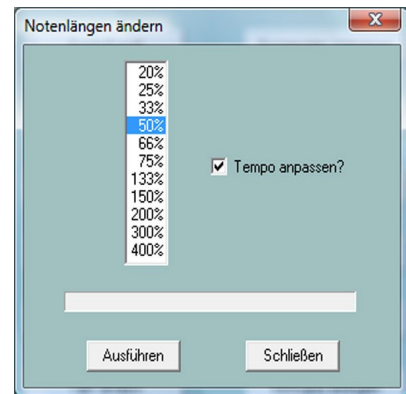 Notenlängen ändern
20%
25%
33%
50%
66%
75%
133%
150%
200%
300%
400%
Tempo anpassen?
Ausführen
Schließen